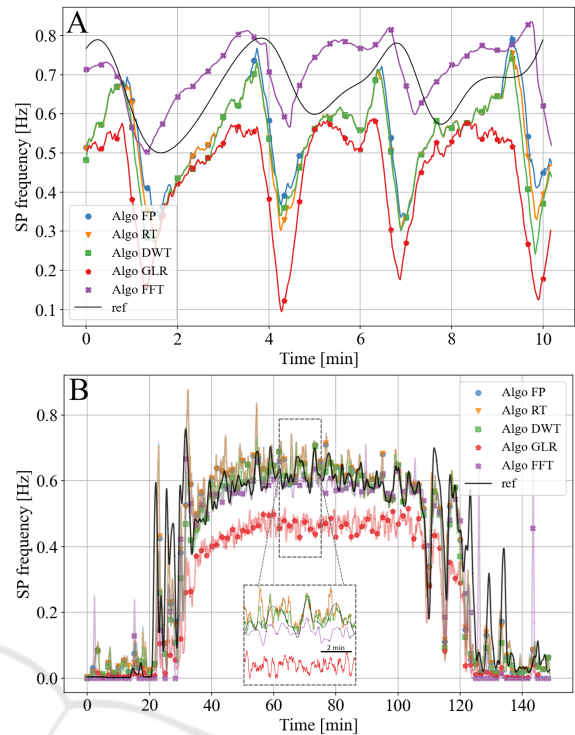 A
SP frequency [Hz]
0.8
0.7
0.6
0.5
0.4
0.3
0.2
0.1
Algo FP
Algo RT
Algo DWT
Algo GLR
Algo FFT
ref
0 2 4 6 8 10
Time [min]
B
SP frequency [Hz]
0.8
0.6
0.4
0.2
0.0
Algo FP
Algo RT
Algo DWT
Algo GLR
Algo FFT
ref
2 min
0 20 40 60 80 100 120 140
Time [min]